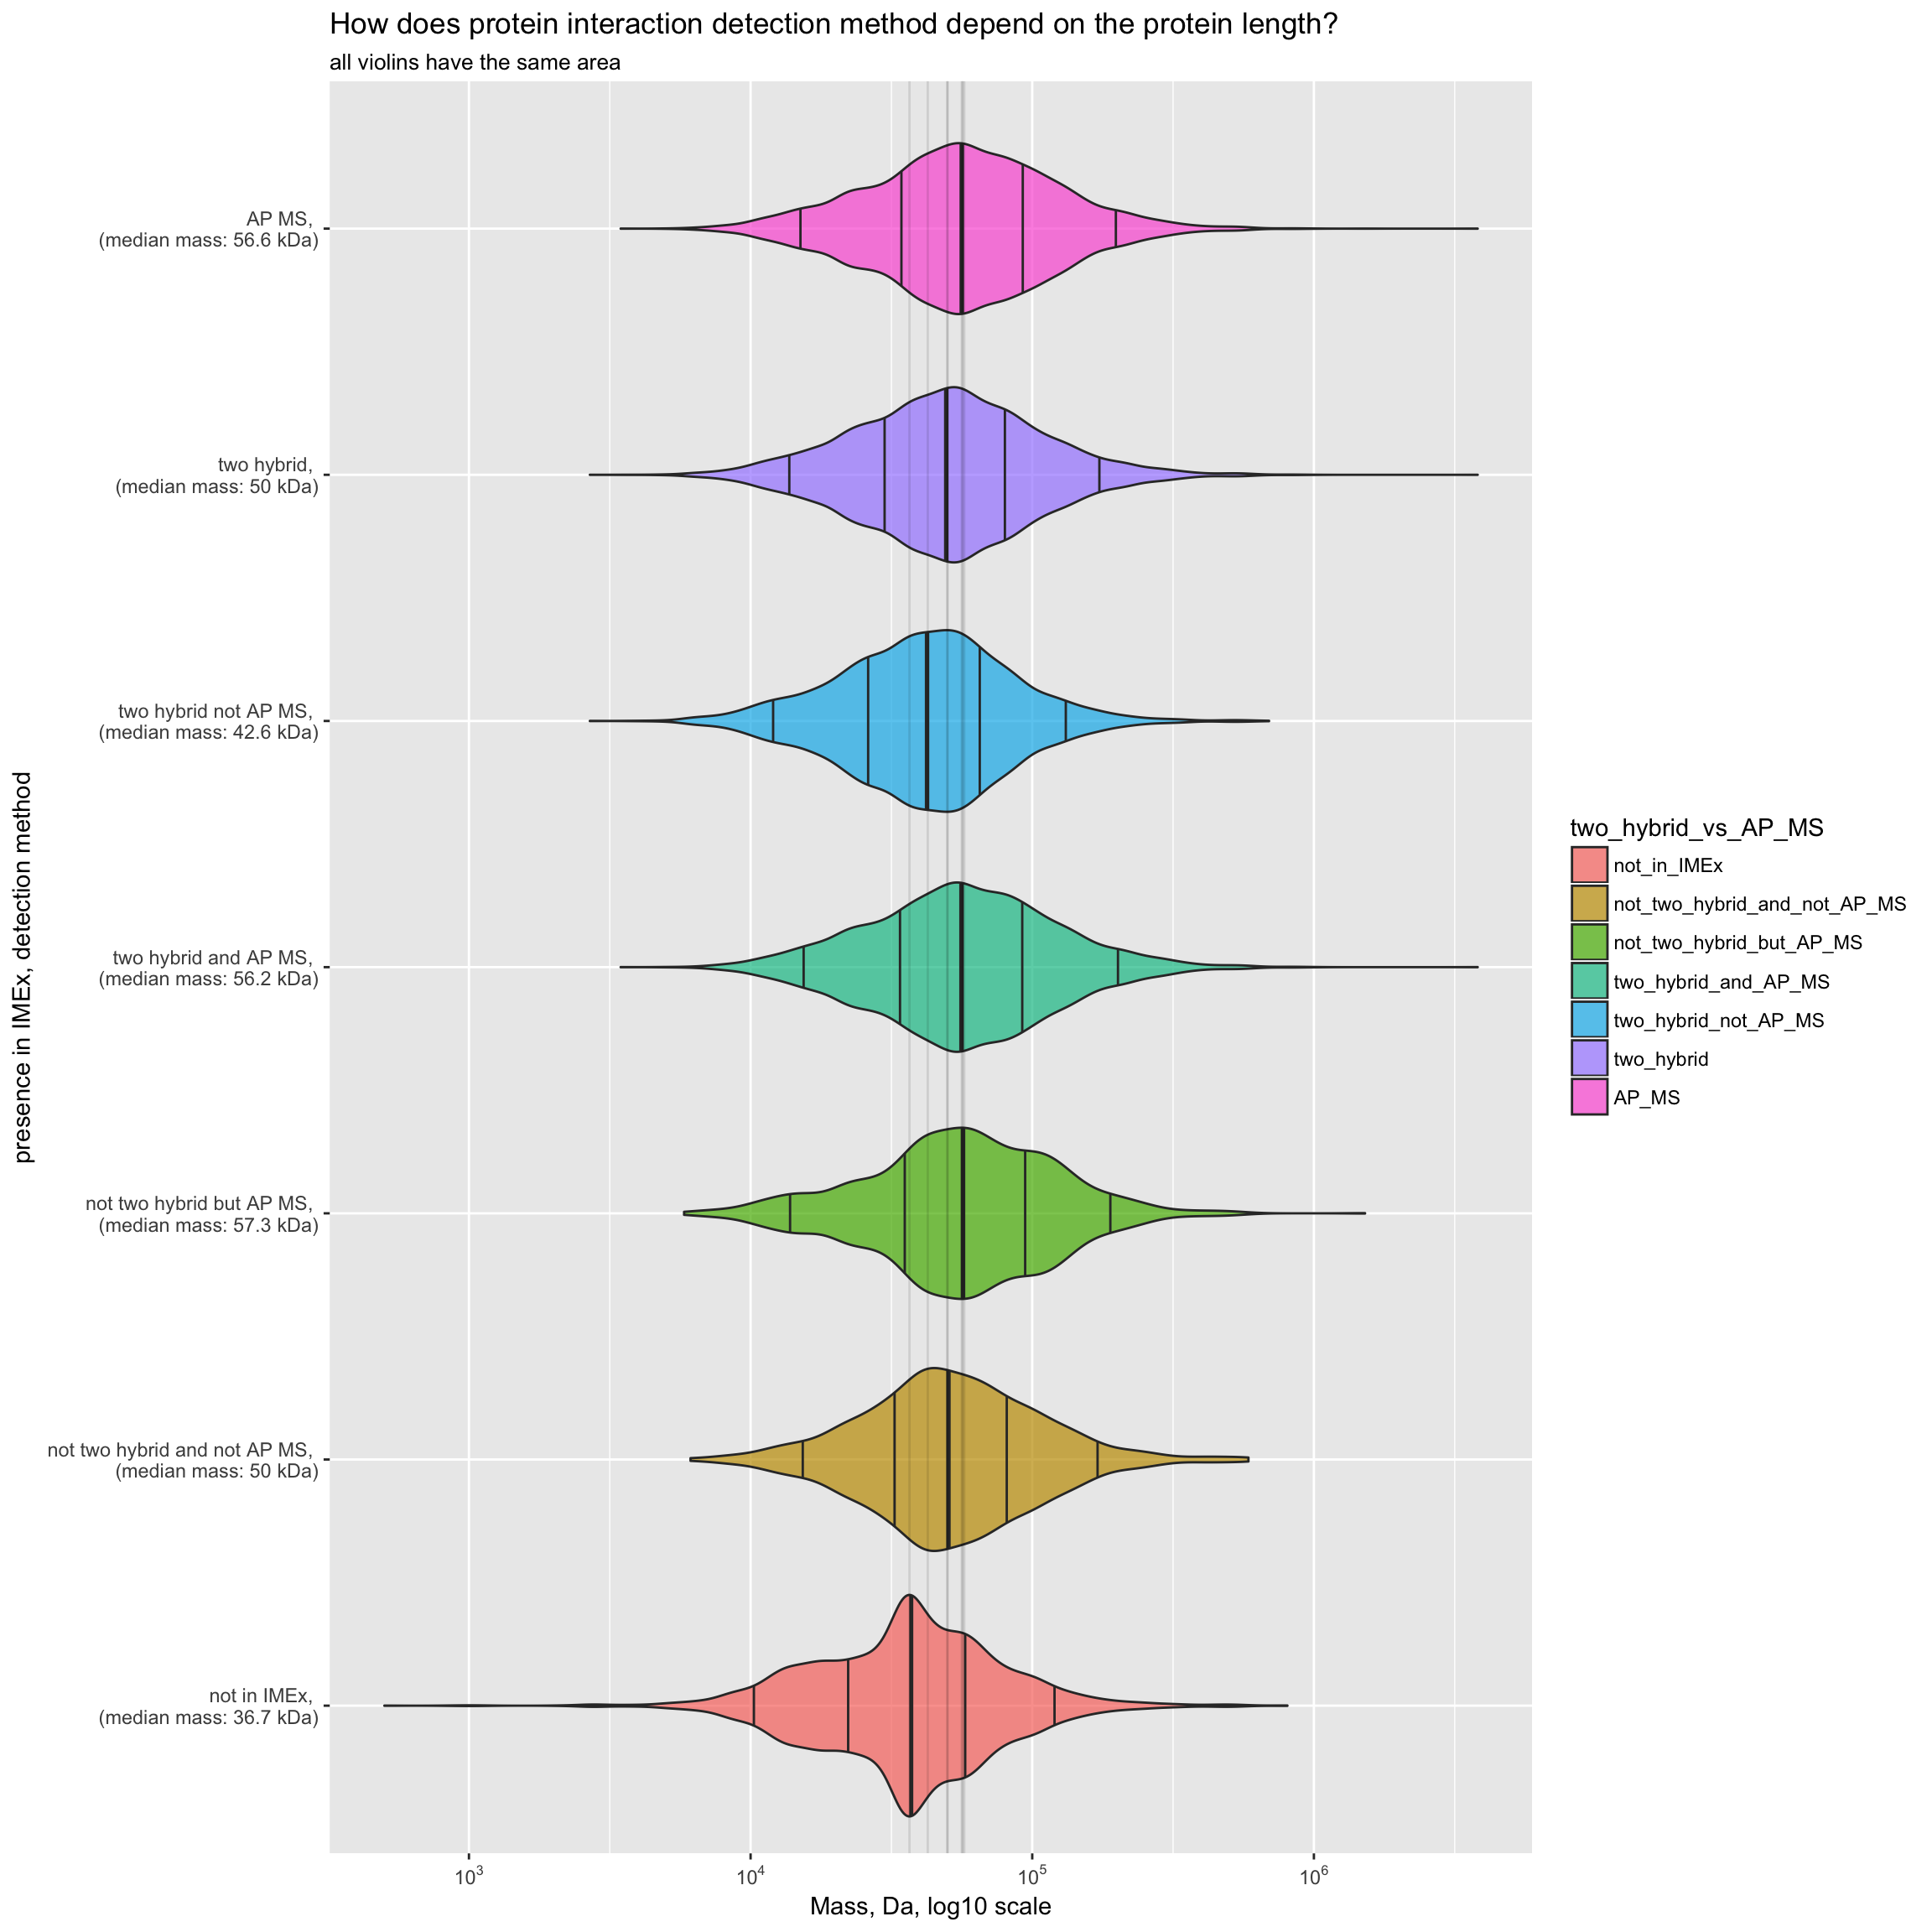 How does protein interaction detection method depend on the protein length?
all violins have the same area
presence in IMEx, detection method
AP MS,
(median mass: 56.6 kDa)
two hybrid,
(median mass: 50 kDa)
two hybrid not AP MS,
(median mass: 42.6 kDa)
two hybrid and AP MS,
(median mass: 56.2 kDa)
not two hybrid but AP MS,
(median mass: 57.3 kDa)
not two hybrid and not AP MS,
(median mass: 50 kDa)
not in IMEx,
(median mass: 36.7 kDa)
10³ 10⁴ 10⁵ 10⁶
Mass, Da, log10 scale
two_hybrid_vs_AP_MS
not_in_IMEx
not_two_hybrid_and_not_AP_MS
not_two_hybrid_but_AP_MS
two_hybrid_and_AP_MS
two_hybrid_not_AP_MS
two_hybrid
AP_MS